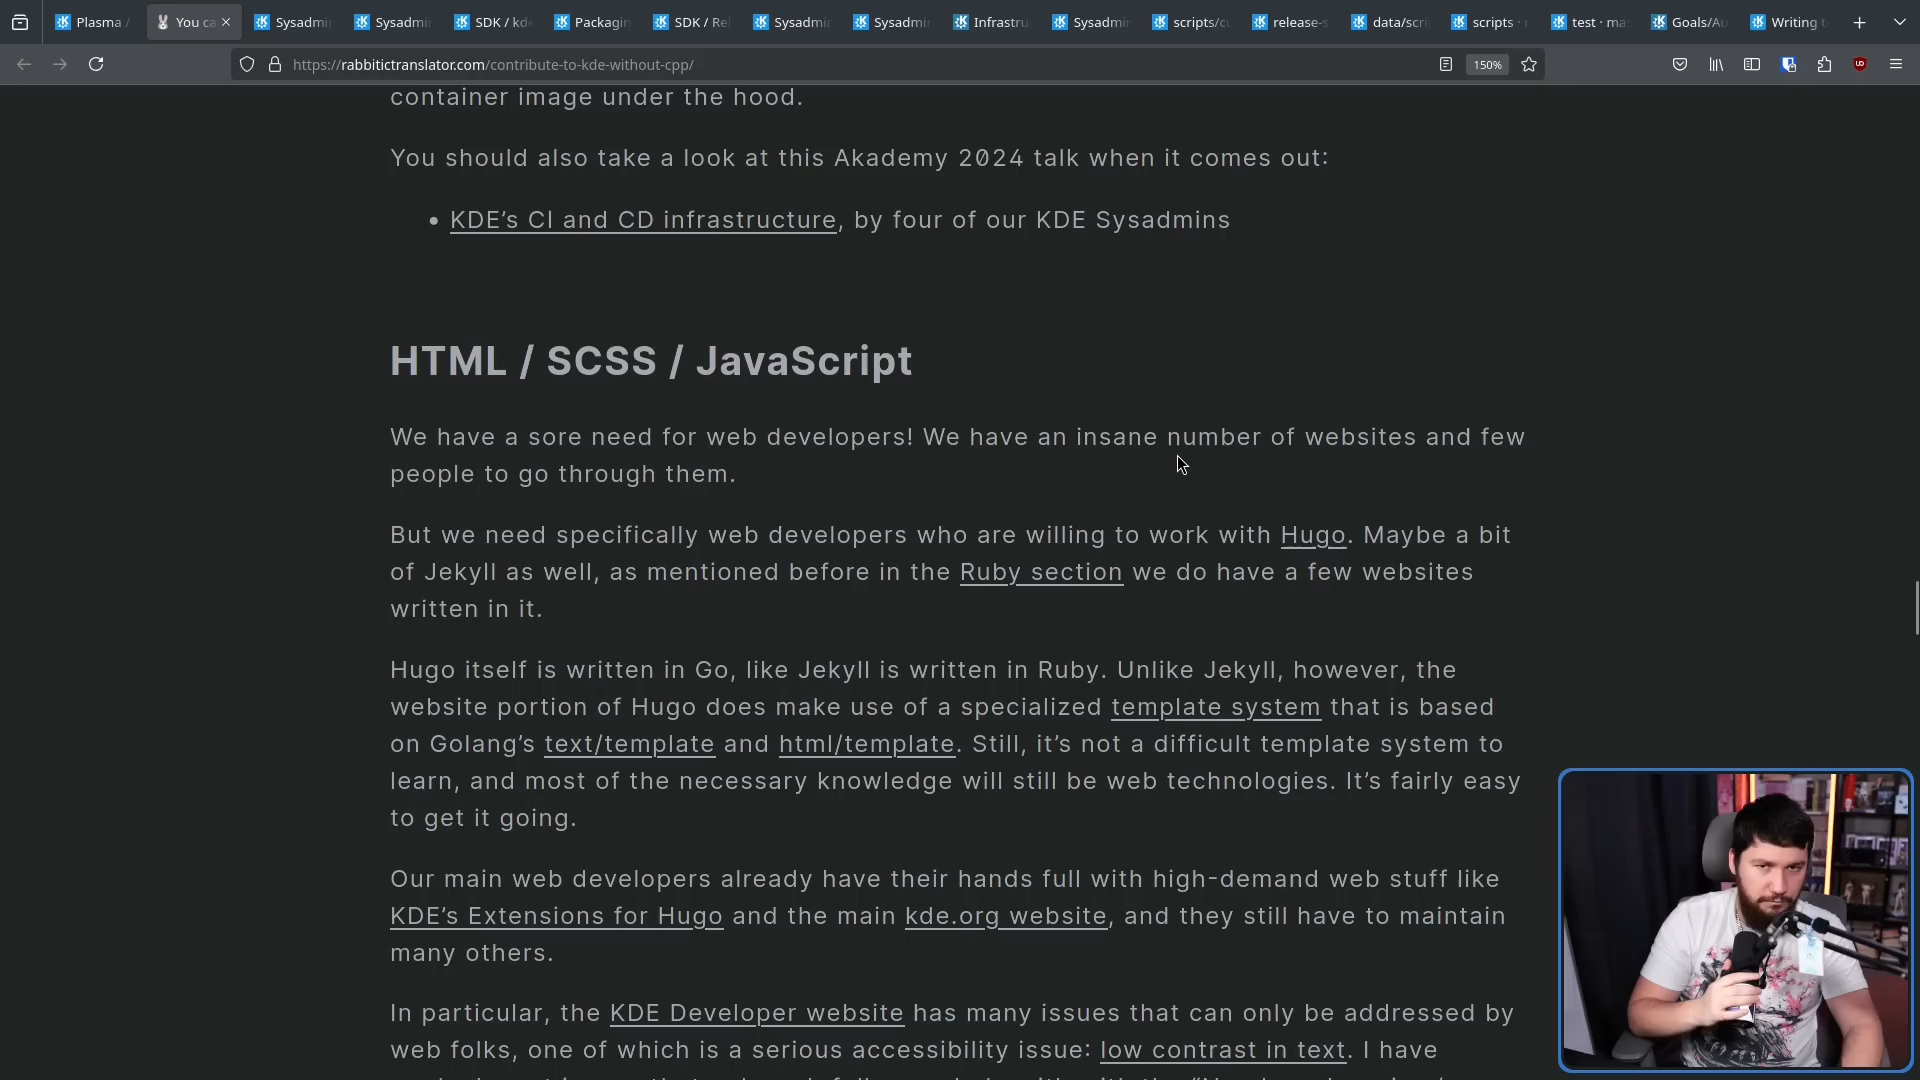 Plasma /
You ca
Sysadmi
Sysadmi
SDK / kde
Packagin
SDK / Re
Sysadmi
Sysadmi
Infrastru
Sysadmi
scripts/c
release-s
data/scri
scripts ·
test · ma
Goals/Au
Writing t
https://rabbitictranslator.com/contribute-to-kde-without-cpp/
150%
container image under the hood.
You should also take a look at this Akademy 2024 talk when it comes out:
• KDE’s CI and CD infrastructure, by four of our KDE Sysadmins
HTML / SCSS / JavaScript
We have a sore need for web developers! We have an insane number of websites and few
people to go through them.
But we need specifically web developers who are willing to work with Hugo. Maybe a bit
of Jekyll as well, as mentioned before in the Ruby section we do have a few websites
written in it.
Hugo itself is written in Go, like Jekyll is written in Ruby. Unlike Jekyll, however, the
website portion of Hugo does make use of a specialized template system that is based
on Golang’s text/template and html/template. Still, it’s not a difficult template system to
learn, and most of the necessary knowledge will still be web technologies. It’s fairly easy
to get it going.
Our main web developers already have their hands full with high-demand web stuff like
KDE’s Extensions for Hugo and the main kde.org website, and they still have to maintain
many others.
In particular, the KDE Developer website has many issues that can only be addressed by
web folks, one of which is a serious accessibility issue: low contrast in text. I have